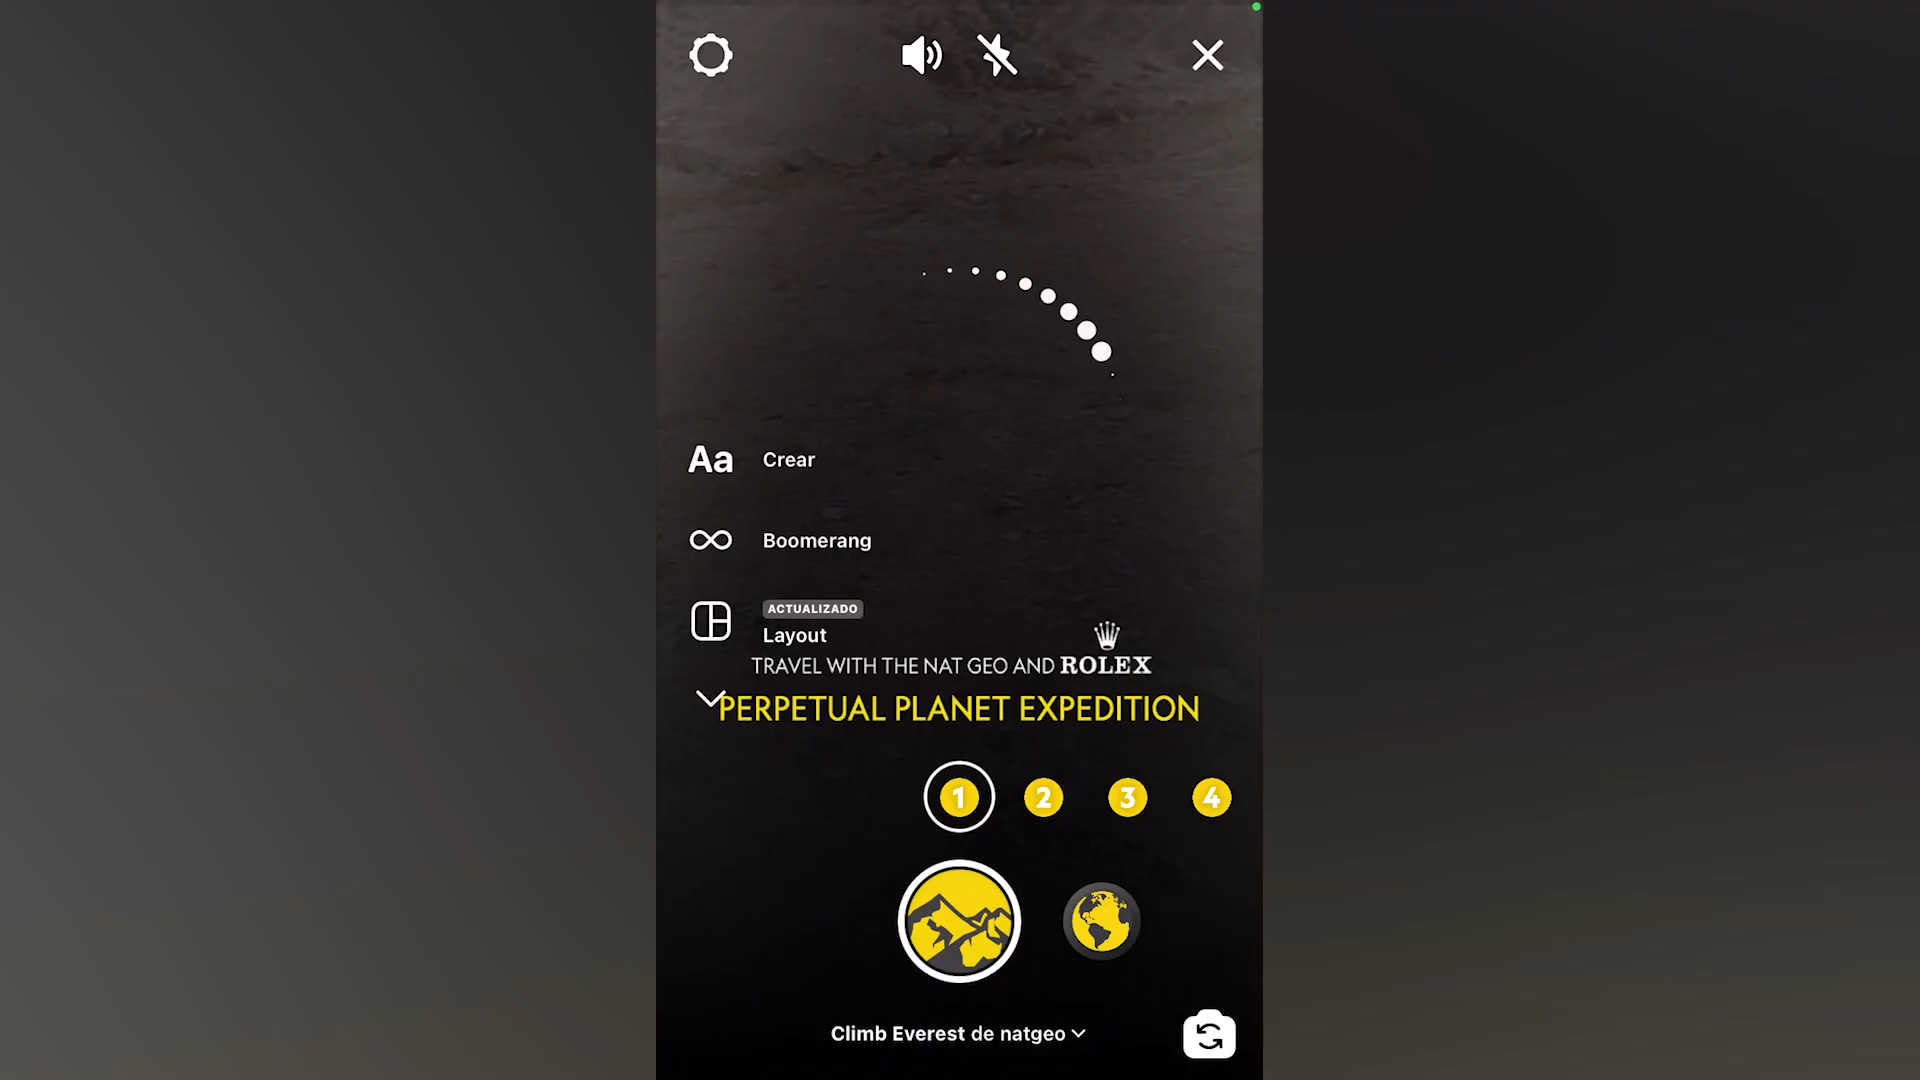 Aa Crear
Boomerang
ACTUALIZADO
Layout
TRAVEL WITH THE NAT GEO AND ROLEX
PERPETUAL PLANET EXPEDITION
1 2 3 4
Climb Everest de natgeo